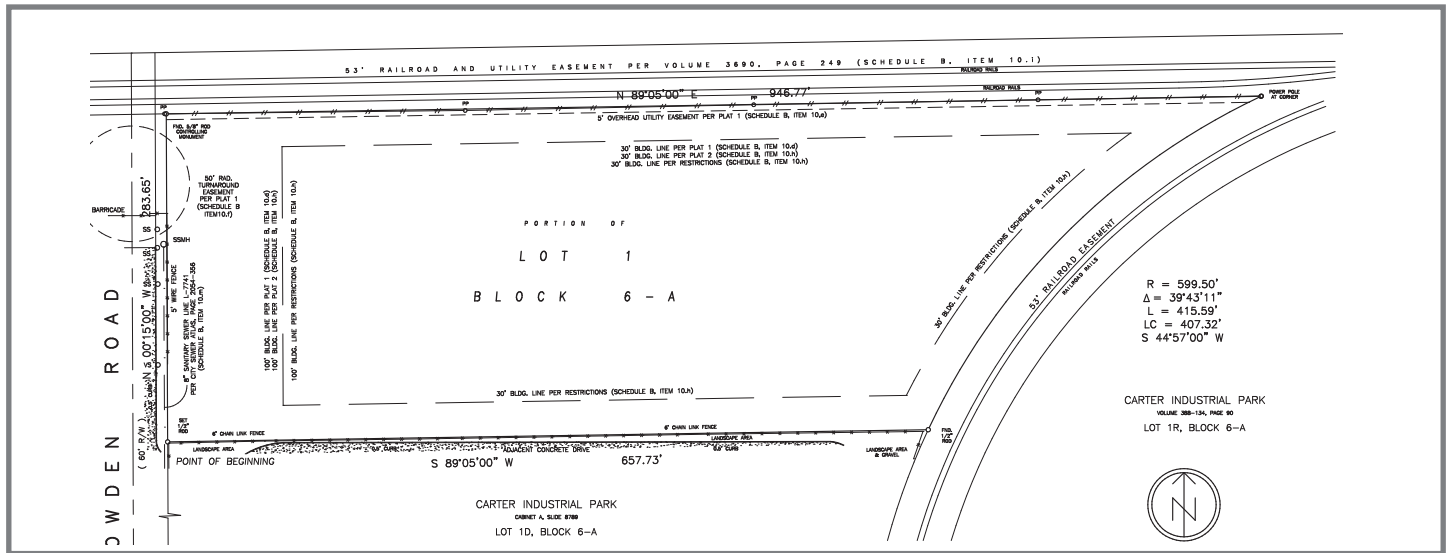 53' RAILROAD AND UTILITY EASEMENT PER VOLUME 3690, PAGE 249 (SCHEDULE B, ITEM 10.i)
RAILROAD RAILS
RAILROAD RAILS
N 89°05'00" E 946.77'
PP
PP
PP
PP
POWER POLE
AT CORNER
5' OVERHEAD UTILITY EASEMENT PER PLAT 1 (SCHEDULE B, ITEM 10.e)
FND. 5/8" ROD
CONTROLLING
MONUMENT
30' BLDG. LINE PER PLAT 1 (SCHEDULE B, ITEM 10.d)
30' BLDG. LINE PER PLAT 2 (SCHEDULE B, ITEM 10.h)
30' BLDG. LINE PER RESTRICTIONS (SCHEDULE B, ITEM 10.h)
50' RAD.
TURNAROUND
EASEMENT
PER PLAT 1
(SCHEDULE B
ITEM10.f)
BARRICADE
N 00°15'00" W 283.65'
SS
SSMH
SS
5' WIRE FENCE
8" SANITARY SEWER LINE L-7741
PER CITY SEWER ATLAS, PAGE 2054-356
(SCHEDULE B, ITEM 10.m)
100' BLDG. LINE PER PLAT 1 (SCHEDULE B, ITEM 10.d)
100' BLDG. LINE PER PLAT 2 (SCHEDULE B, ITEM 10.h)
100' BLDG. LINE PER RESTRICTIONS (SCHEDULE B, ITEM 10.h)
PORTION OF
LOT 1
BLOCK 6-A
30' BLDG. LINE PER RESTRICTIONS (SCHEDULE B, ITEM 10.h)
53' RAILROAD EASEMENT
RAILROAD RAILS
R = 599.50'
Δ = 39°43'11"
L = 415.59'
LC = 407.32'
S 44°57'00" W
30' BLDG. LINE PER RESTRICTIONS (SCHEDULE B, ITEM 10.h)
CARTER INDUSTRIAL PARK
VOLUME 388-134, PAGE 90
LOT 1R, BLOCK 6-A
OWDEN ROAD
( 60' R/W )
SET
1/2"
ROD
6' CHAIN LINK FENCE
6' CHAIN LINK FENCE
FND.
1/2"
ROD
LANDSCAPE AREA
0.6' CURB
ADJACENT CONCRETE DRIVE
LANDSCAPE AREA
0.6' CURB
LANDSCAPE AREA
& GRAVEL
POINT OF BEGINNING
S 89°05'00" W 657.73'
CARTER INDUSTRIAL PARK
CABINET A, SLIDE 8789
LOT 1D, BLOCK 6-A
N